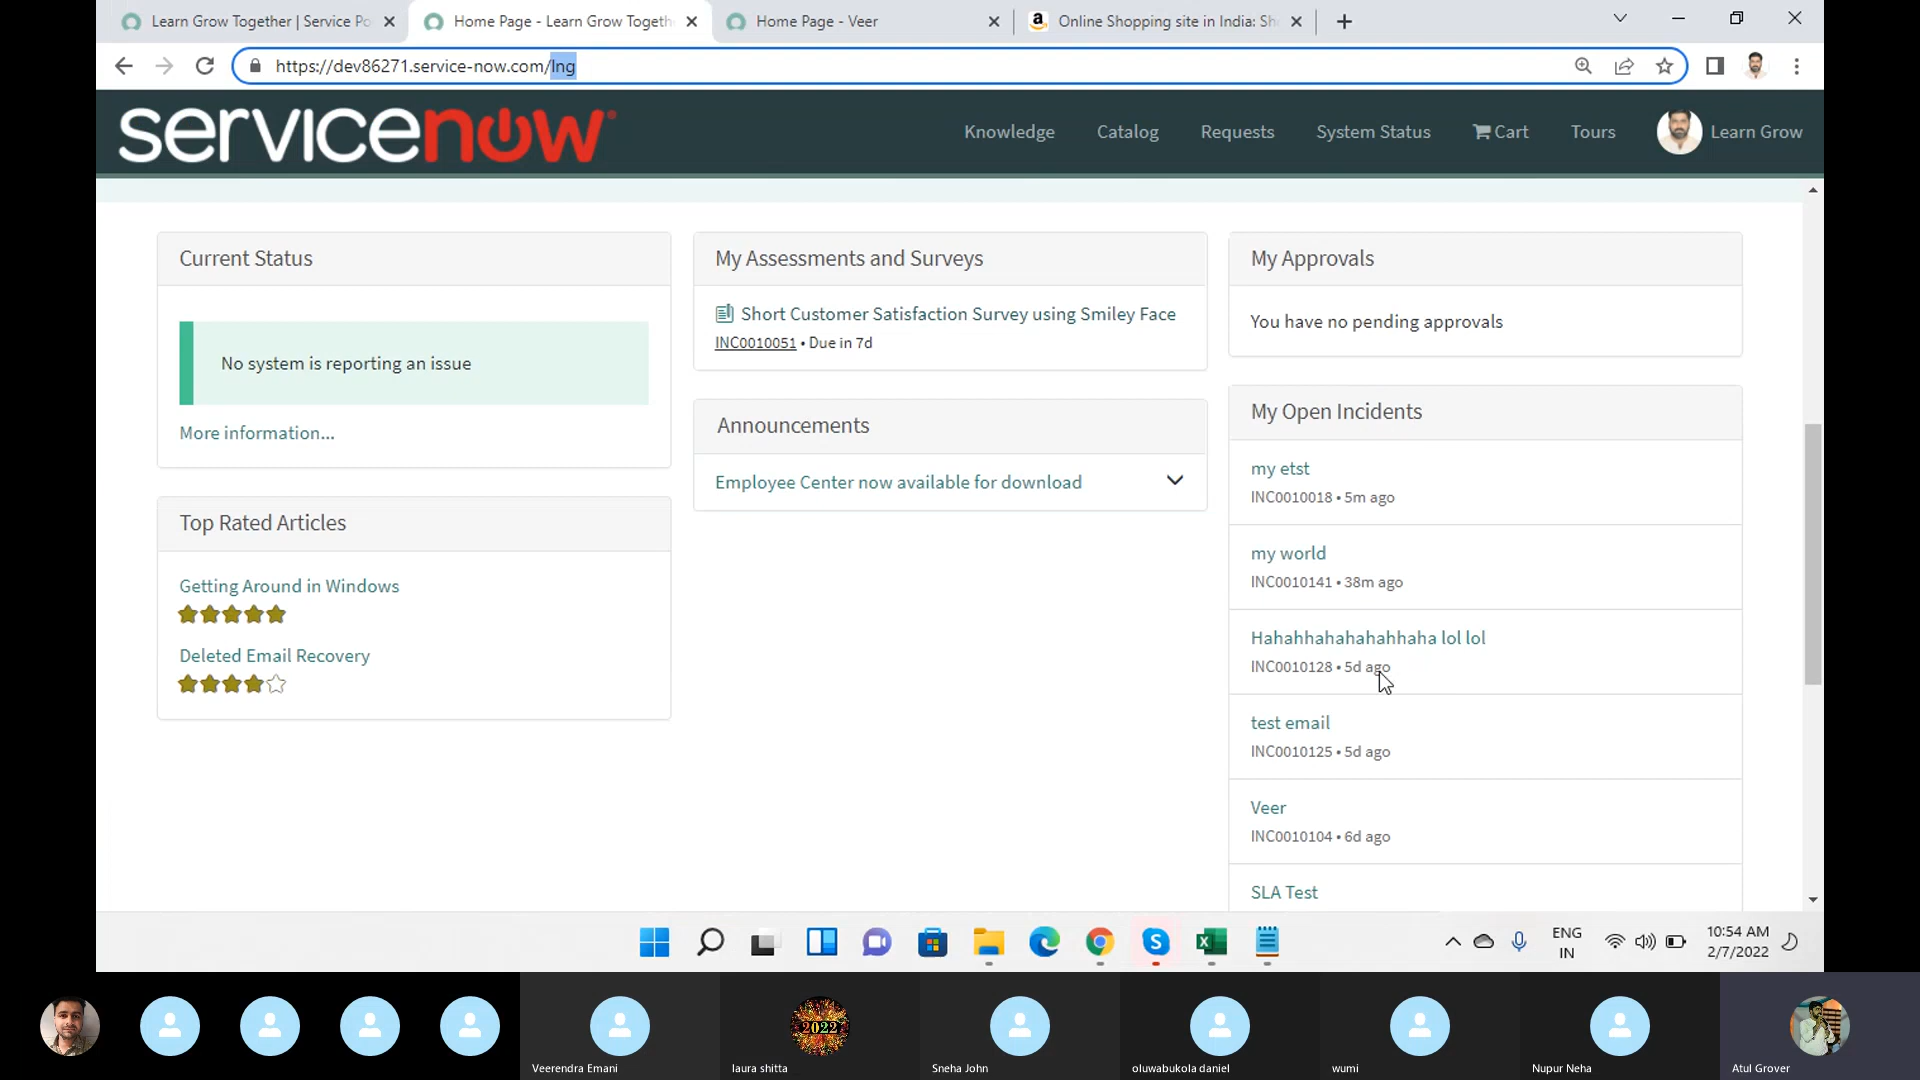 Learn Grow Together | Service Po
Home Page - Learn Grow Togeth
Home Page - Veer
Online Shopping site in India: Sh
https://dev86271.service-now.com/lng
servicenow
Knowledge
Catalog
Requests
System Status
Cart
Tours
Learn Grow
Current Status
No system is reporting an issue
More information...
Top Rated Articles
Getting Around in Windows
Deleted Email Recovery
My Assessments and Surveys
Short Customer Satisfaction Survey using Smiley Face
INC0010051 • Due in 7d
Announcements
Employee Center now available for download
My Approvals
You have no pending approvals
My Open Incidents
my etst
INC0010018 • 5m ago
my world
INC0010141 • 38m ago
Hahahhahahahahhaha lol lol
INC0010128 • 5d ago
test email
INC0010125 • 5d ago
Veer
INC0010104 • 6d ago
SLA Test
ENG
IN
10:54 AM
2/7/2022
2022
Veerendra Emani
laura shitta
Sneha John
oluwabukola daniel
wumi
Nupur Neha
Atul Grover